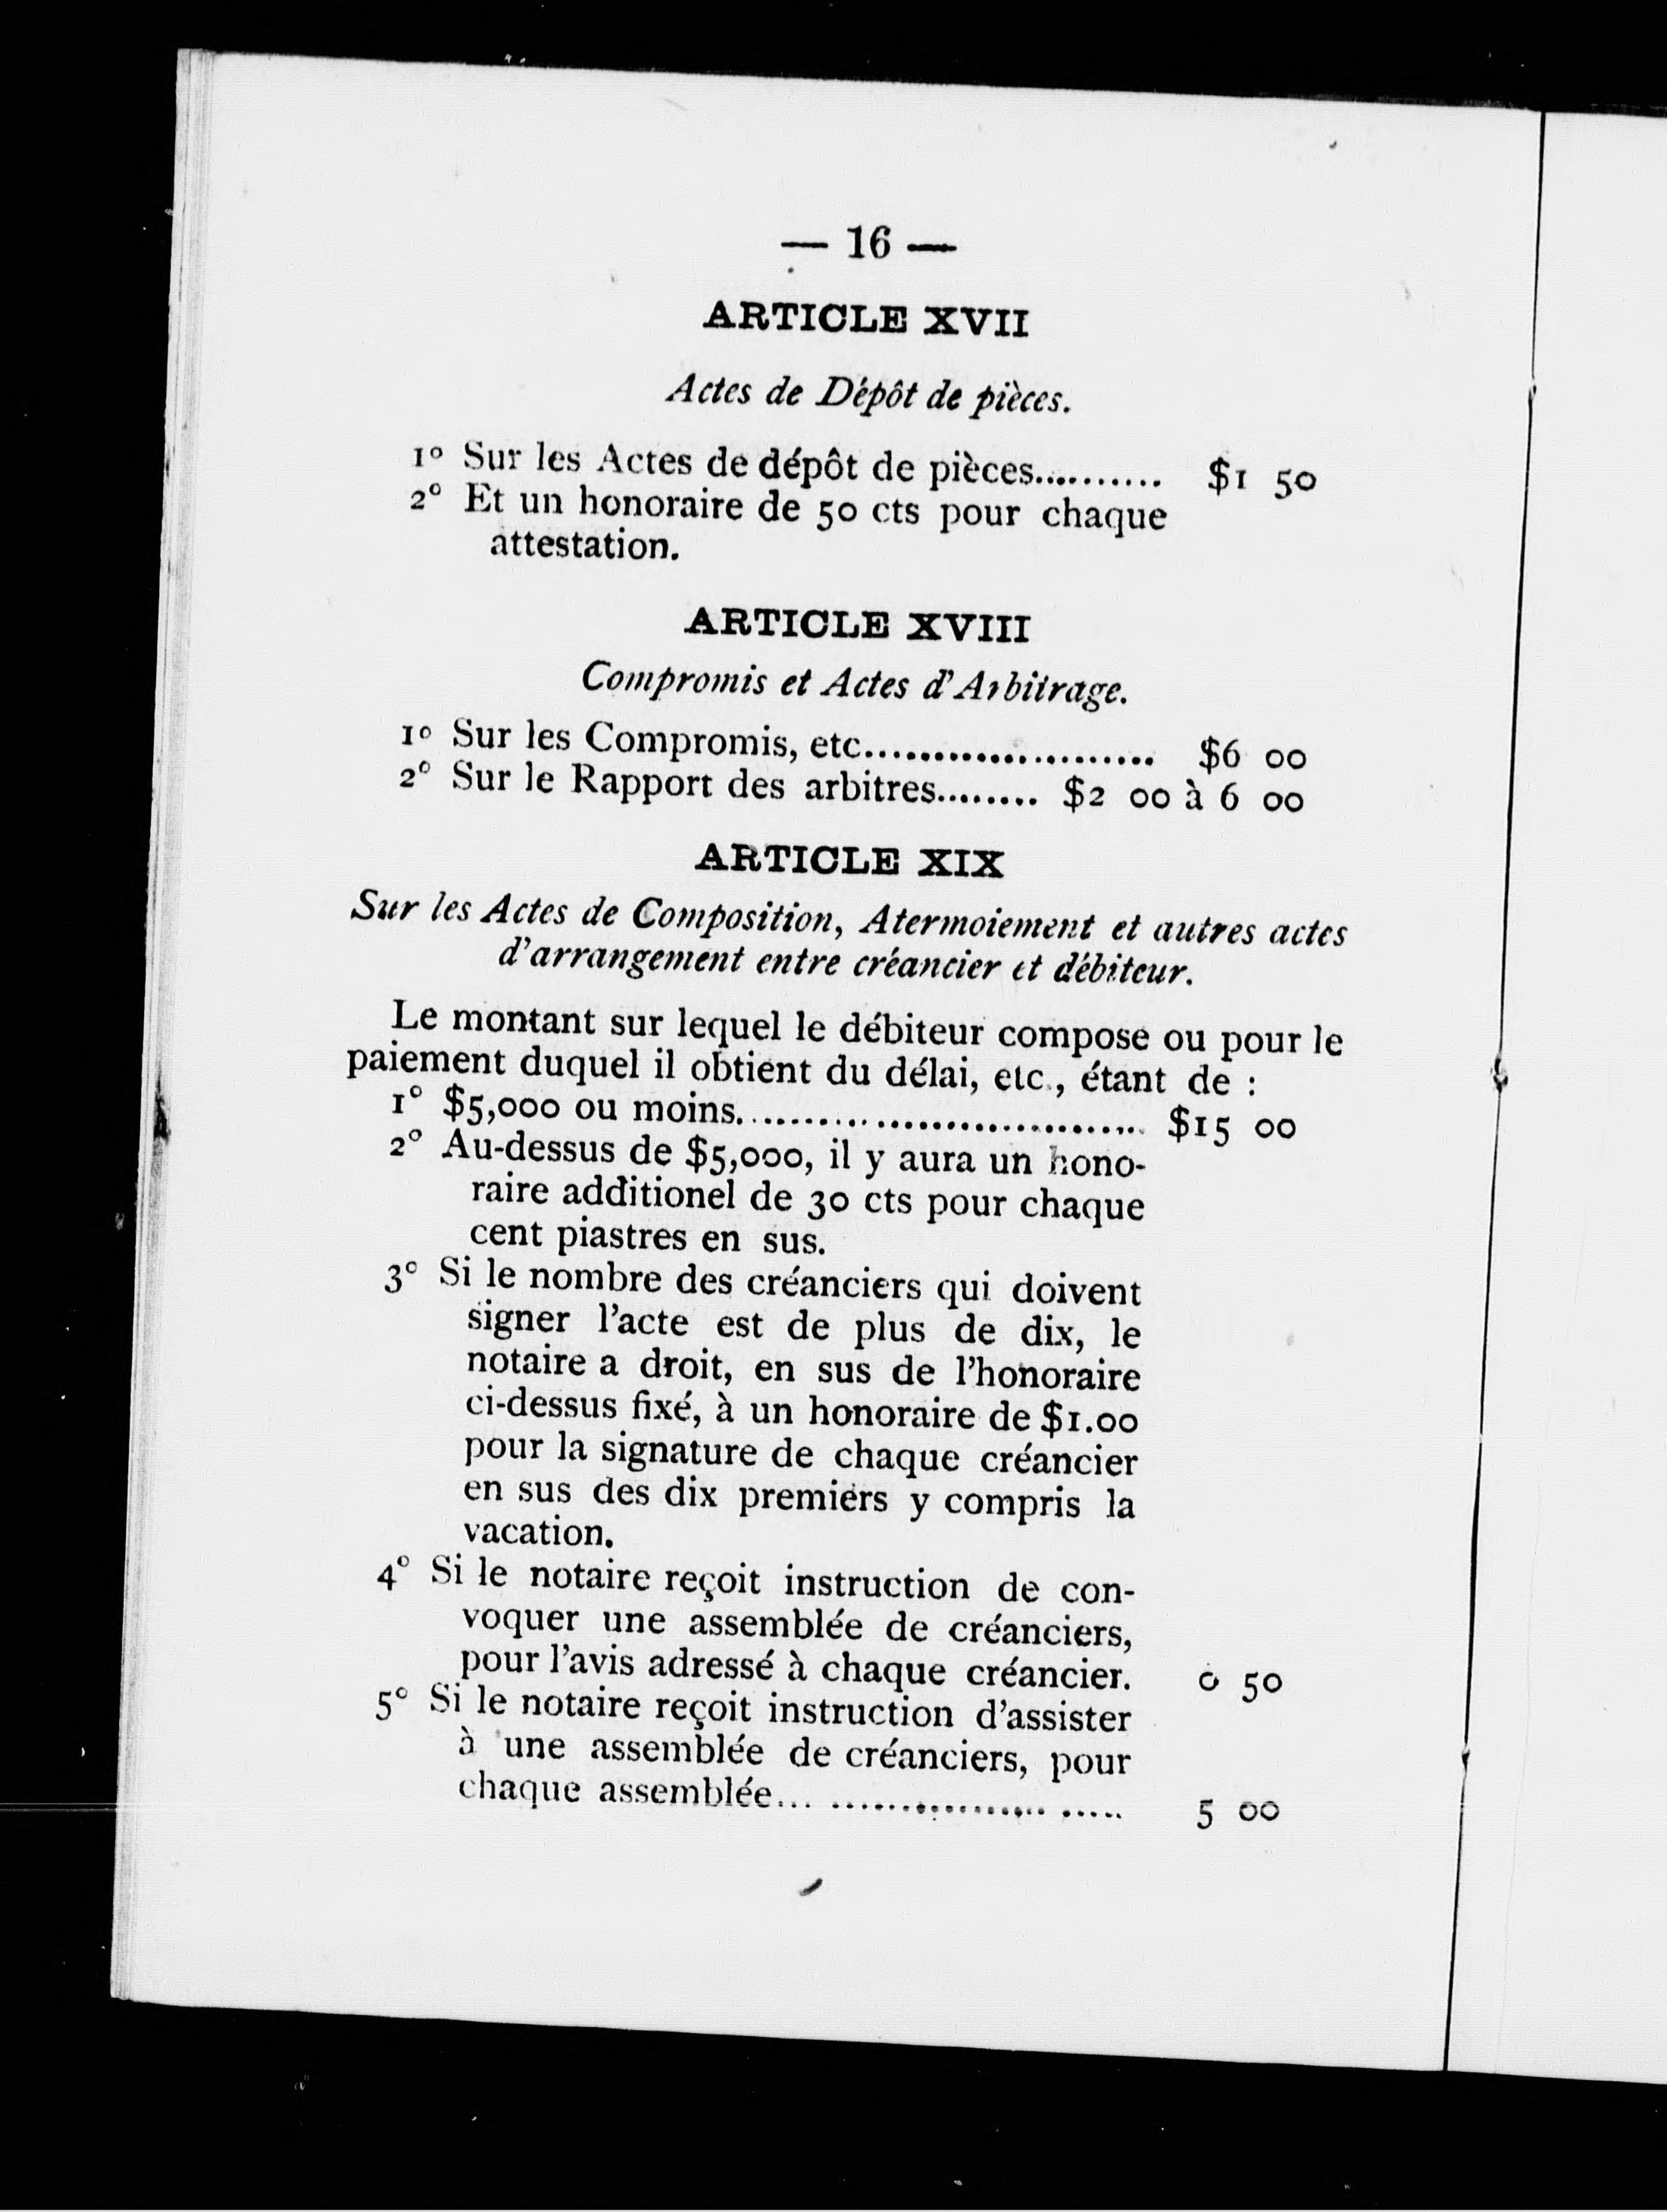 — 16 —
ARTICLE XVII
Actes de Dépôt de pièces.
1° Sur les Actes de dépôt de pièces.......... $1 50
2° Et un honoraire de 50 cts pour chaque
attestation.
ARTICLE XVIII
Compromis et Actes d'Arbitrage.
1° Sur les Compromis, etc..................... $6 00
2° Sur le Rapport des arbitres........ $2 00 à 6 00
ARTICLE XIX
Sur les Actes de Composition, Atermoiement et autres actes
d'arrangement entre créancier et débiteur.
Le montant sur lequel le débiteur compose ou pour le
paiement duquel il obtient du délai, etc., étant de :
1° $5,000 ou moins................................... $15 00
2° Au-dessus de $5,000, il y aura un hono-
raire additionel de 30 cts pour chaque
cent piastres en sus.
3° Si le nombre des créanciers qui doivent
signer l'acte est de plus de dix, le
notaire a droit, en sus de l'honoraire
ci-dessus fixé, à un honoraire de $1.00
pour la signature de chaque créancier
en sus des dix premiers y compris la
vacation.
4° Si le notaire reçoit instruction de con-
voquer une assemblée de créanciers,
pour l'avis adressé à chaque créancier. 0 50
5° Si le notaire reçoit instruction d'assister
à une assemblée de créanciers, pour
chaque assemblée... .................. ..... 5 00